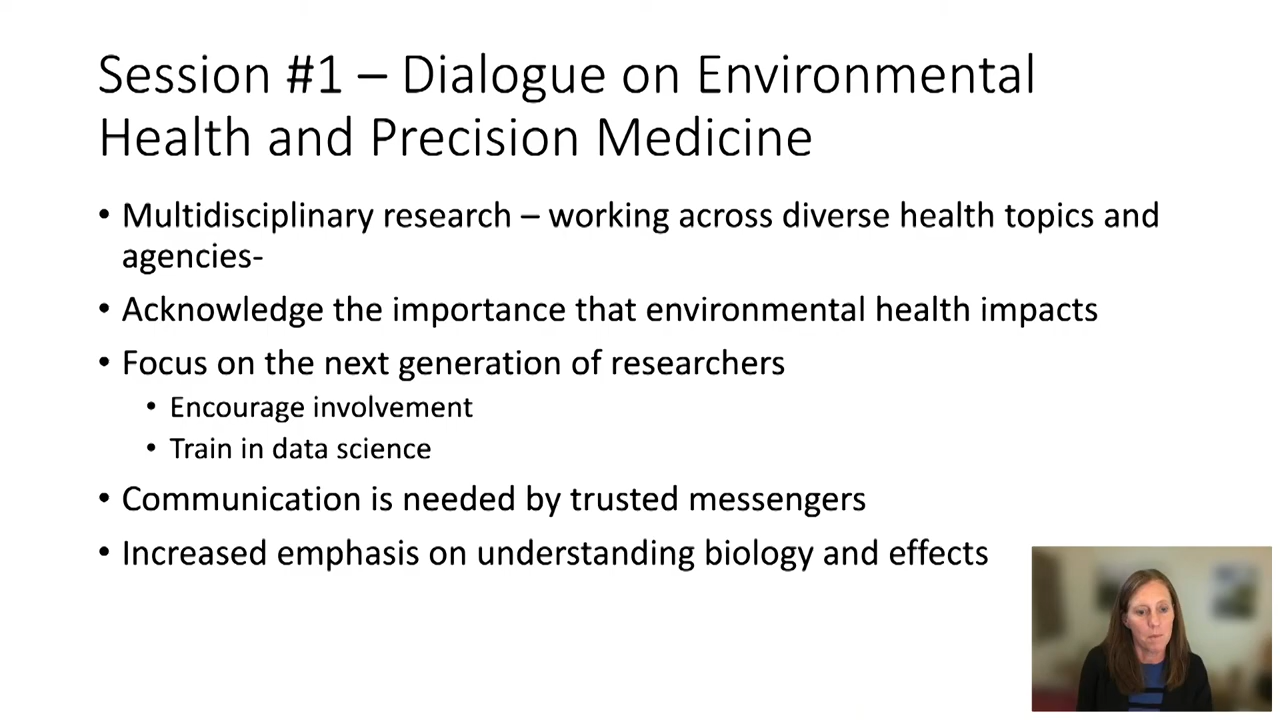 Session #1 – Dialogue on Environmental
Health and Precision Medicine
• Multidisciplinary research – working across diverse health topics and
agencies-
• Acknowledge the importance that environmental health impacts
• Focus on the next generation of researchers
• Encourage involvement
• Train in data science
• Communication is needed by trusted messengers
• Increased emphasis on understanding biology and effects